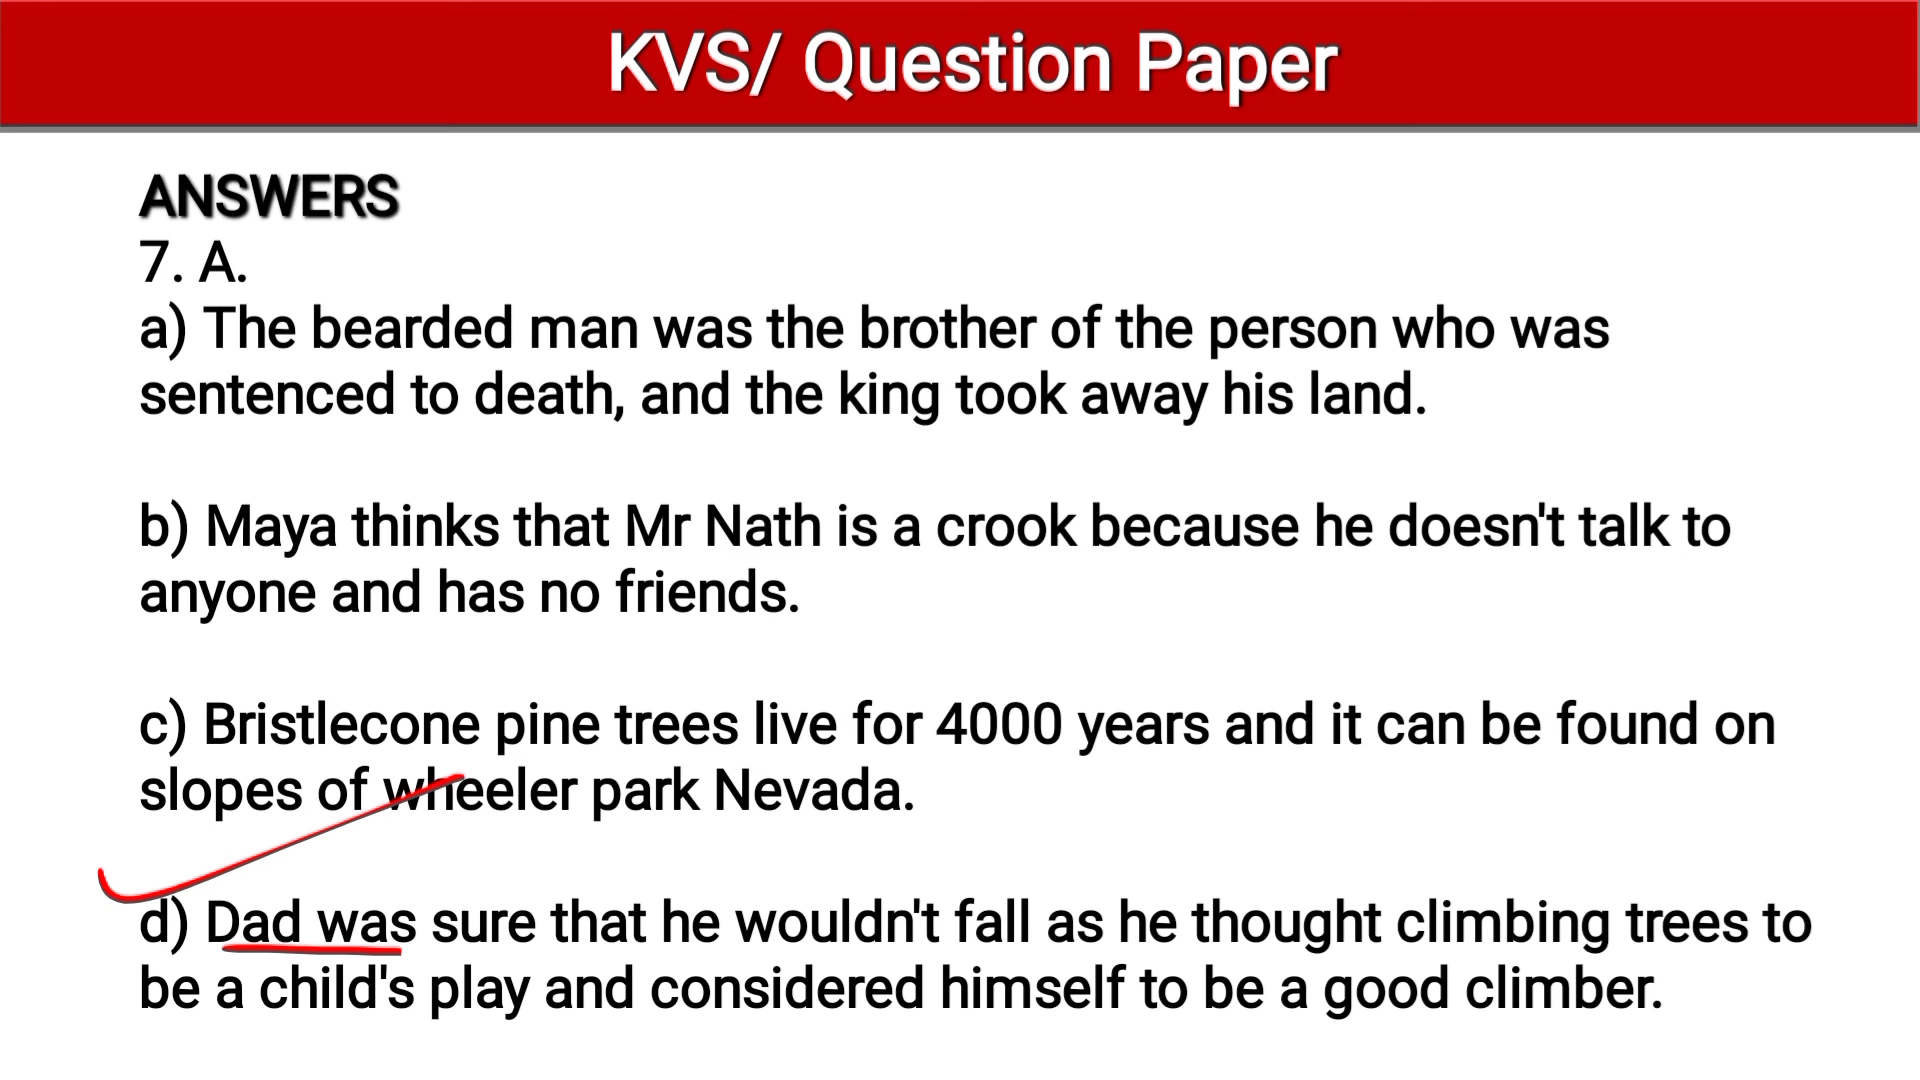 KVS/ Question Paper
ANSWERS
7. A.
a) The bearded man was the brother of the person who was
sentenced to death, and the king took away his land.
b) Maya thinks that Mr Nath is a crook because he doesn't talk to
anyone and has no friends.
c) Bristlecone pine trees live for 4000 years and it can be found on
slopes of wheeler park Nevada.
d) Dad was sure that he wouldn't fall as he thought climbing trees to
be a child's play and considered himself to be a good climber.